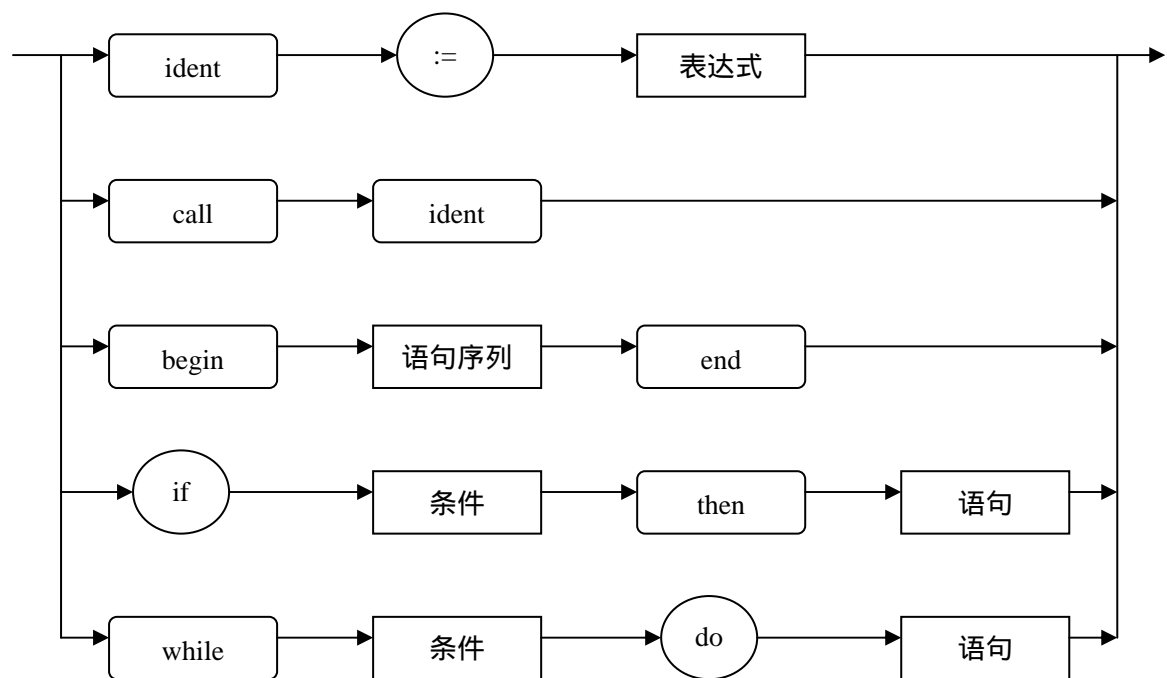 ident := 表达式
call ident
begin 语句序列 end
if 条件 then 语句
while 条件 do 语句